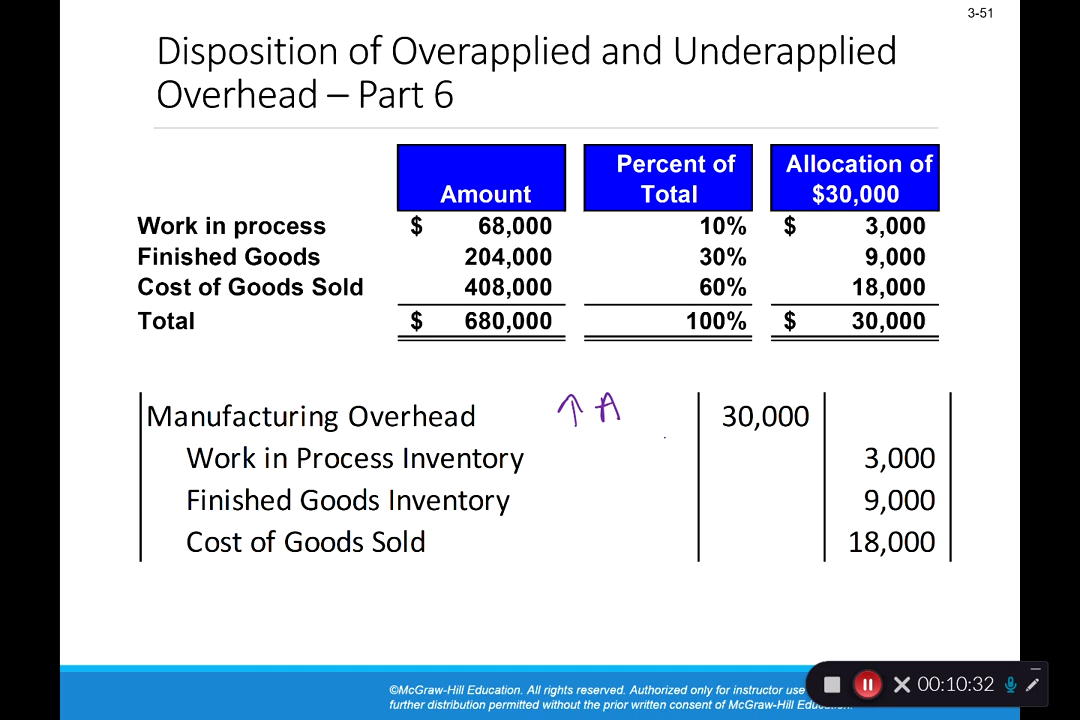 3-51
Disposition of Overapplied and Underapplied
Overhead – Part 6
Amount Percent of Total Allocation of $30,000
Work in process $ 68,000 10% $ 3,000
Finished Goods 204,000 30% 9,000
Cost of Goods Sold 408,000 60% 18,000
Total $ 680,000 100% $ 30,000
Manufacturing Overhead ↑ A 30,000
Work in Process Inventory 3,000
Finished Goods Inventory 9,000
Cost of Goods Sold 18,000
©McGraw-Hill Education. All rights reserved. Authorized only for instructor use
further distribution permitted without the prior written consent of McGraw-Hill
00:10:32